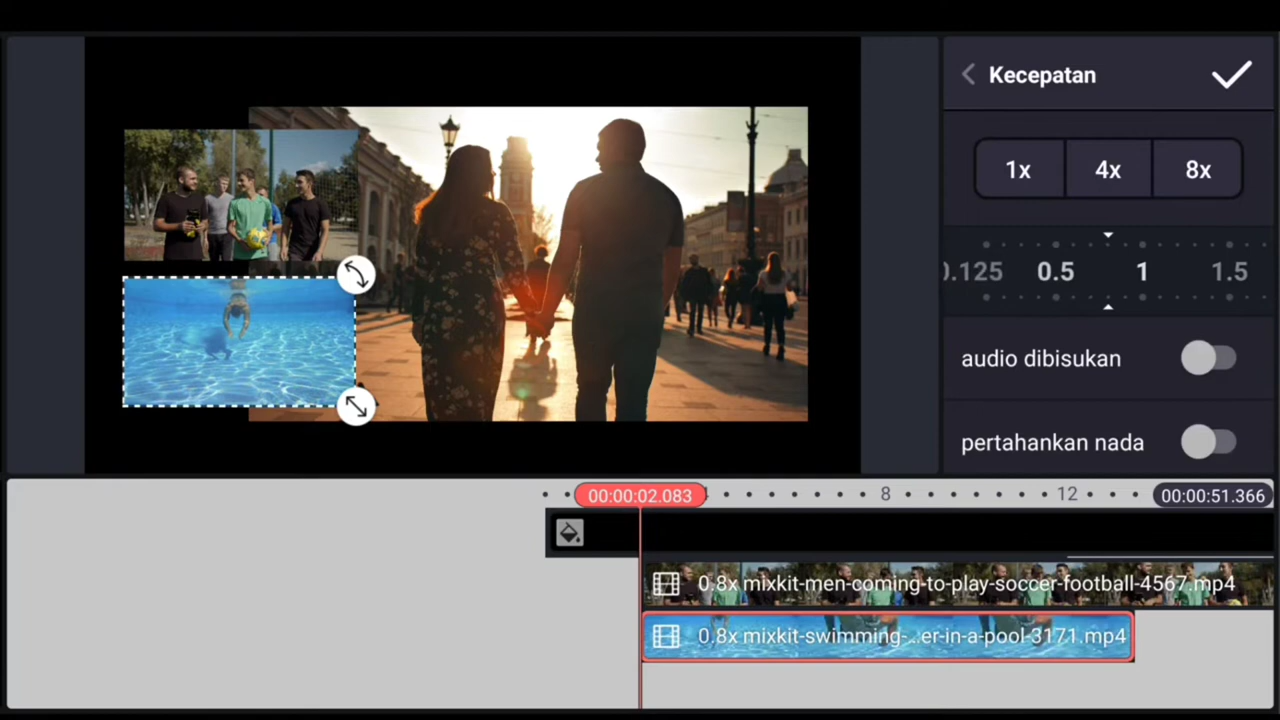 Kecepatan
1x 4x 8x
0.125 0.5 1 1.5
audio dibisukan
pertahankan nada
00:00:02.083 8 12 00:00:51.366
0.8x mixkit-men-coming-to-play-soccer-football-4567.mp4
0.8x mixkit-swimming-...er-in-a-pool-3171.mp4